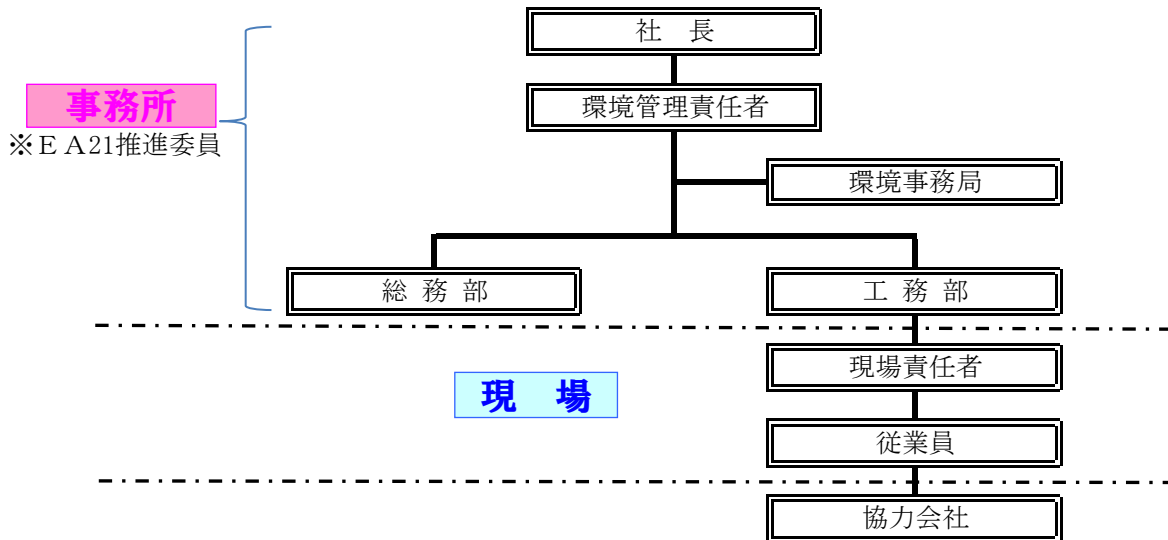 社　長
環境管理責任者
事務所
※ＥＡ21推進委員
環境事務局
総 務 部
工 務 部
現場責任者
現　場
従業員
協力会社